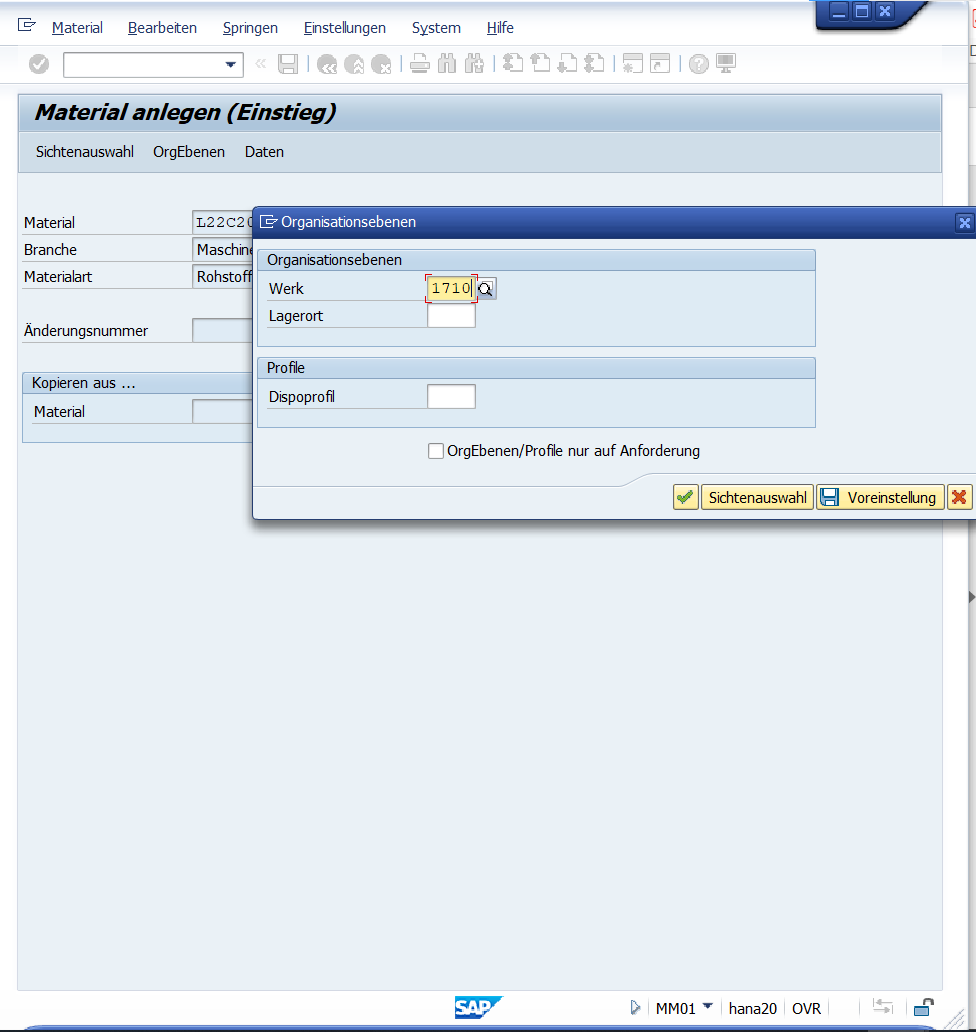 Material Bearbeiten Springen Einstellungen System Hilfe
Material anlegen (Einstieg)
Sichtenauswahl OrgEbenen Daten
Material L22C20
Branche Maschine
Materialart Rohstoff
Änderungsnummer
Kopieren aus ...
Material
Organisationsebenen
Organisationsebenen
Werk 1710
Lagerort
Profile
Dispoprofil
OrgEbenen/Profile nur auf Anforderung
Sichtenauswahl Voreinstellung
SAP MM01 hana20 OVR